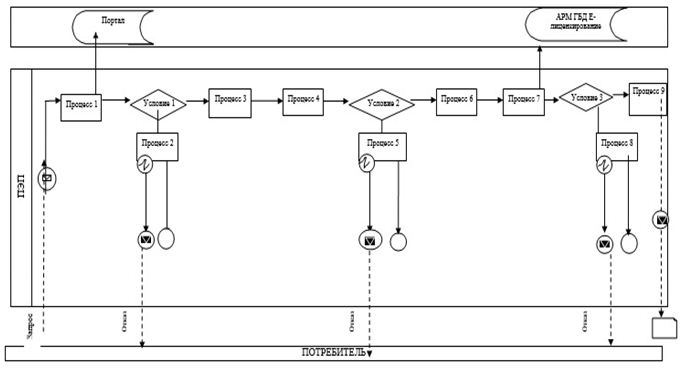 Портал
АРМ ГБД Е-
лицензирование
ПЭП
Процесс 1
Условие 1
Процесс 3
Процесс 4
Условие 2
Процесс 6
Процесс 7
Условие 3
Процесс 9
Процесс 2
Процесс 5
Процесс 8
Запрос
Отказ
Отказ
Отказ
ПОТРЕБИТЕЛЬ